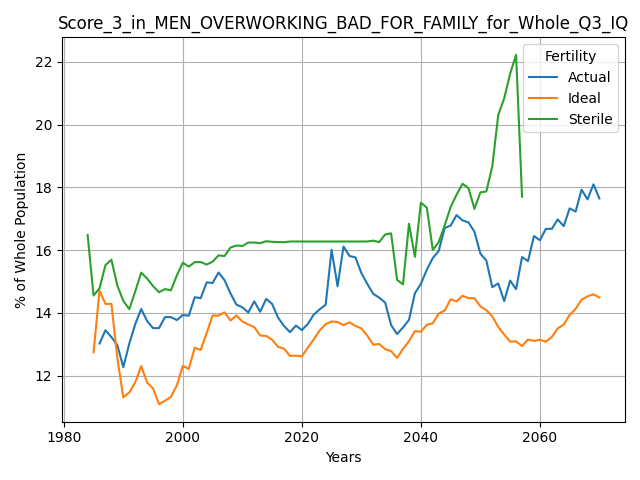 Score_3_in_MEN_OVERWORKING_BAD_FOR_FAMILY_for_Whole_Q3_IQ
Fertility
Actual
Ideal
Sterile
% of Whole Population
22
20
18
16
14
12
1980
2000
2020
2040
2060
Years